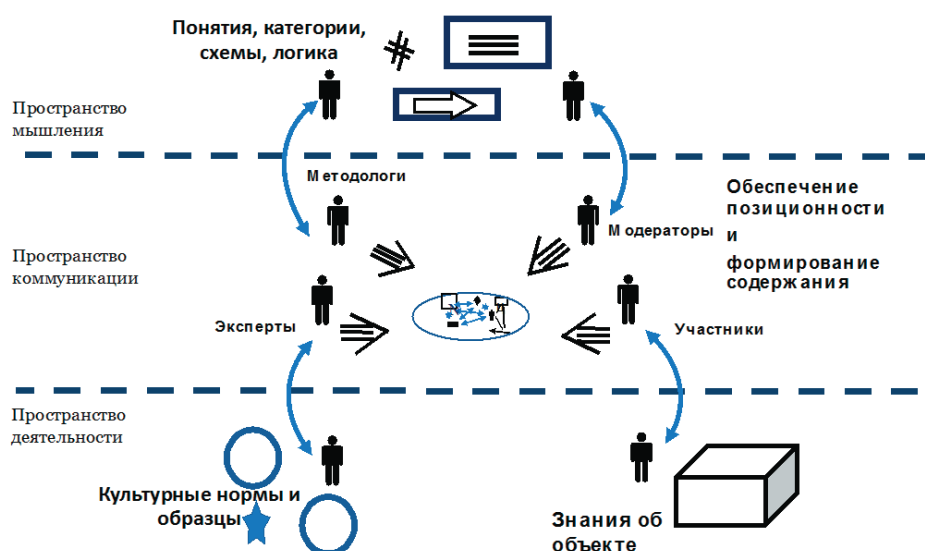 Понятия, категории,
схемы, логика
Пространство
мышления
Методологи
Обеспечение
позиционности
и
формирование
содержания
Модераторы
Пространство
коммуникации
Эксперты
Участники
Пространство
деятельности
Культурные нормы и
образцы
Знания об
объекте